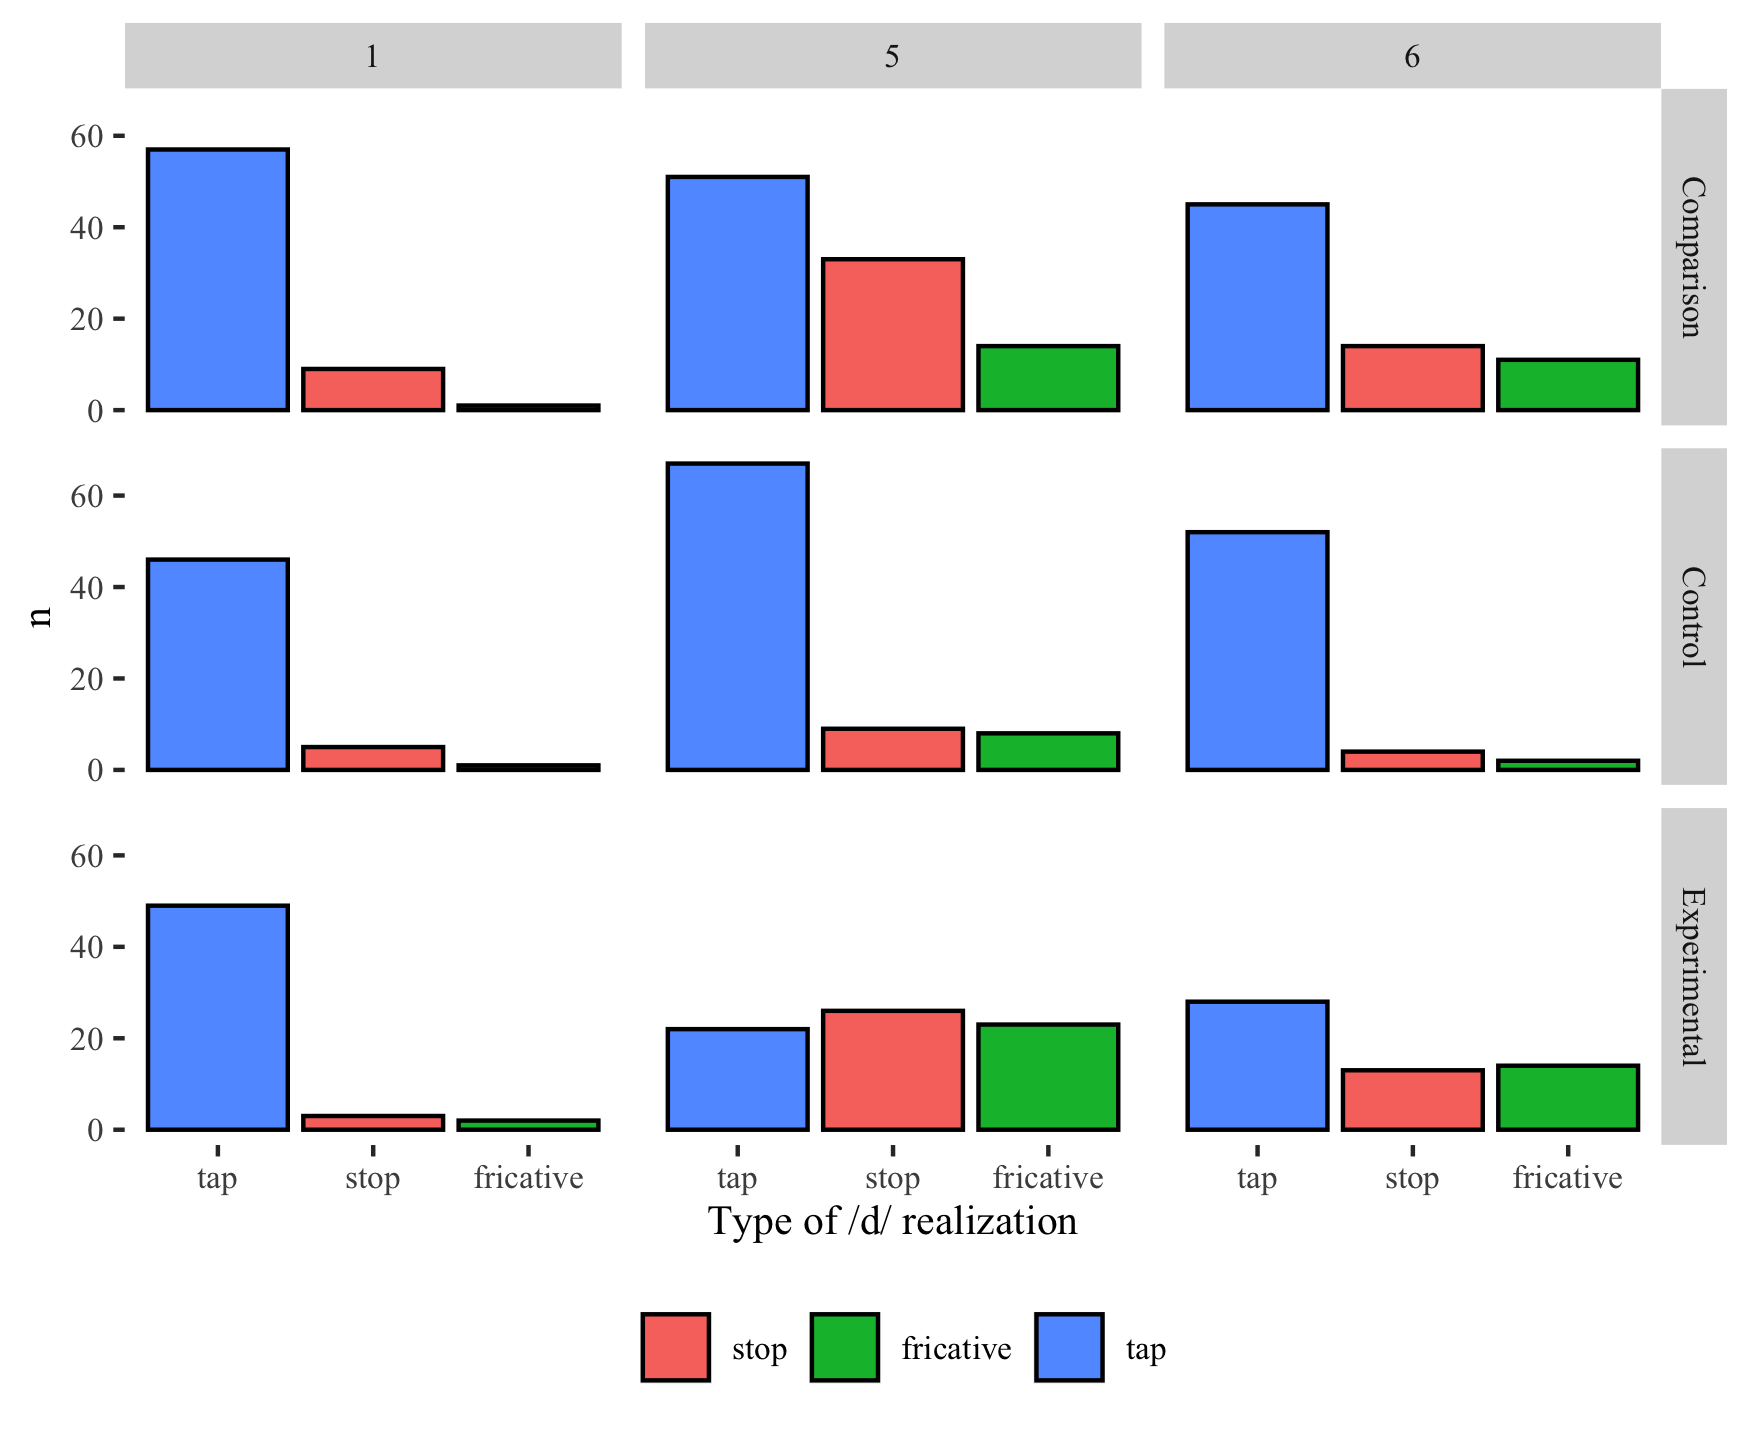 1 5 6
60
40
20
0
Comparison
60
40
20
0
Control
n
60
40
20
0
Experimental
tap stop fricative tap stop fricative tap stop fricative
Type of /d/ realization
stop fricative tap